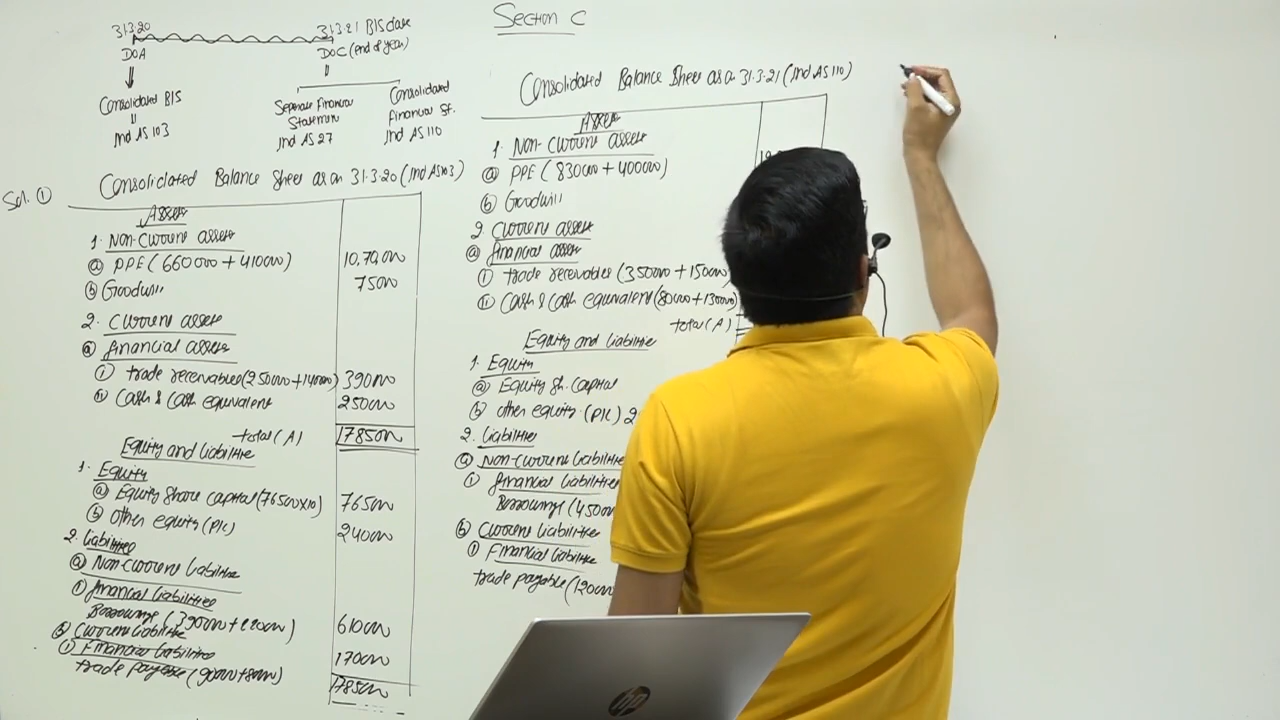 Section C
31.3.20
31.3.21 B|S date
DOA
DOC (end of year)
Consolidated B|S
Ind AS 103
Separate Financial
Statement
Ind AS 27
Consolidated
Financial St.
Ind AS 110
Sol. ①
Consolidated Balance Sheet as on 31.3.20 (Ind AS 103)
Assets
1. Non-Current assets
ⓐ PPE (660000 + 410000)
10,70,000
ⓑ Goodwill
75000
2. Current assets
ⓐ financial assets
ⓘ trade receivables (250000 + 140000)
390000
ⓘⓘ Cash & Cash equivalent
250000
total (A)
1785000
Equity and liabilities
1. Equity
ⓐ Equity share capital (76500 x 10)
765000
ⓑ other equity (P|L)
240000
2. liabilities
ⓐ Non-current liabilities
ⓘ financial liabilities
610000
ⓑ Current liabilities
ⓘ Financial liabilities
trade payable (90000 + 80000)
170000
1785000
Consolidated Balance Sheet as on 31.3.21 (Ind AS 110)
Assets
1. Non-Current assets
ⓐ PPE (830000 + 400000)
ⓑ Goodwill
2 Current assets
ⓐ financial assets
ⓘ trade receivables (350000 + 150000
ⓘⓘ Cash & Cash equivalent (80000 + 130000)
total (A)
Equity and liabilities
1. Equity
ⓐ Equity Sh. Capital
ⓑ other equity (P|L)
2. liabilities
ⓐ Non-current liabilities
ⓘ financial liabilities
Borrowings (45000
ⓑ Current liabilities
ⓘ Financial liabilities
trade payable (12000
hp